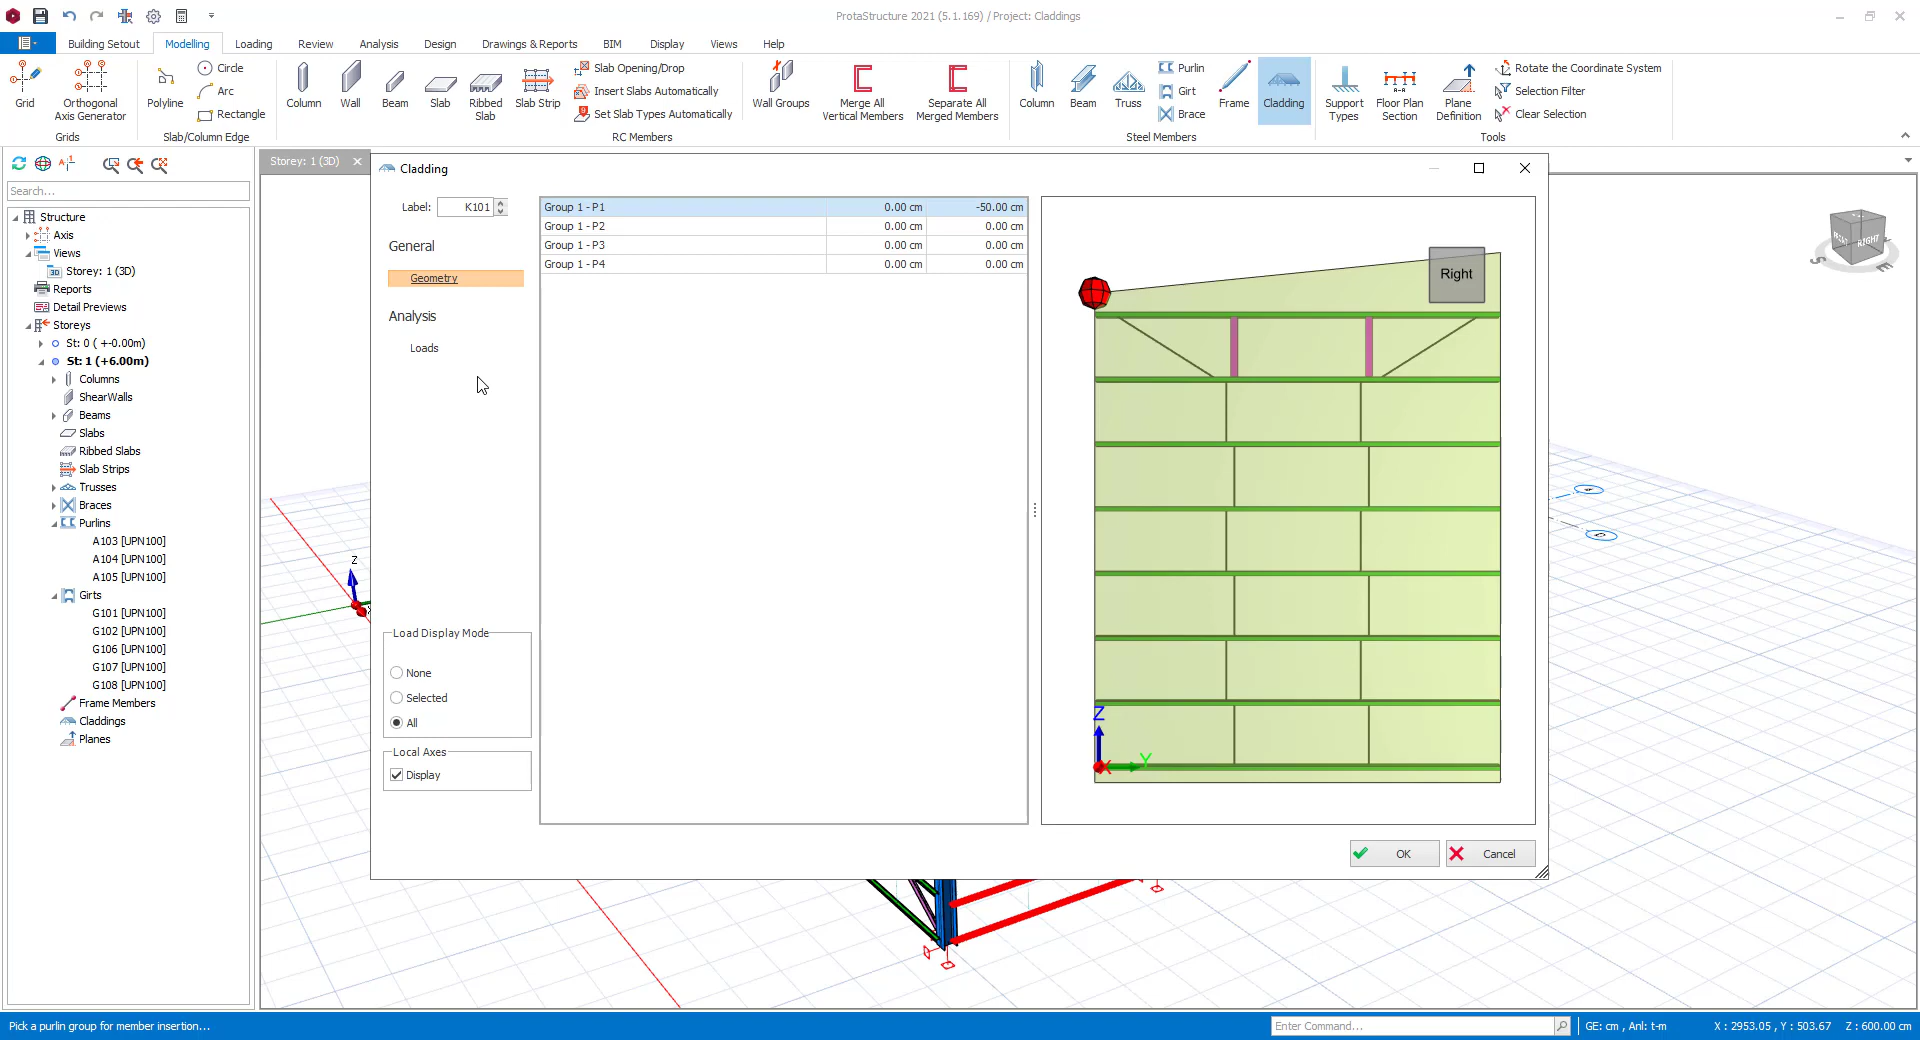 ProtaStructure 2021 (5.1.169) / Project: Claddings
Building Setout
Modelling
Loading
Review
Analysis
Design
Drawings & Reports
BIM
Display
Views
Help
Grid
Orthogonal
Axis Generator
Grids
Polyline
Circle
Arc
Rectangle
Slab/Column Edge
Column
Wall
Beam
Slab
Ribbed
Slab
Slab Strip
Slab Opening/Drop
Insert Slabs Automatically
Set Slab Types Automatically
Wall Groups
Merge All
Vertical Members
Separate All
Merged Members
RC Members
Column
Beam
Truss
Purlin
Girt
Brace
Frame
Cladding
Steel Members
Support
Types
Floor Plan
Section
Plane
Definition
Rotate the Coordinate System
Selection Filter
Clear Selection
Tools
Search...
Structure
Axis
Views
Storey: 1 (3D)
Reports
Detail Previews
Storeys
St: 0 ( +-0.00m)
St: 1 (+6.00m)
Columns
ShearWalls
Beams
Slabs
Ribbed Slabs
Slab Strips
Trusses
Braces
Purlins
A103 [UPN100]
A104 [UPN100]
A105 [UPN100]
Girts
G101 [UPN100]
G102 [UPN100]
G106 [UPN100]
G107 [UPN100]
G108 [UPN100]
Frame Members
Claddings
Planes
Storey: 1 (3D)
Z
Cladding
Label: K101
General
Geometry
Analysis
Loads
Load Display Mode
None
Selected
All
Local Axes
Display
Group 1 - P1 0.00 cm -50.00 cm
Group 1 - P2 0.00 cm 0.00 cm
Group 1 - P3 0.00 cm 0.00 cm
Group 1 - P4 0.00 cm 0.00 cm
Right
Z
Y
X
OK
Cancel
FRONT
RIGHT
S
E
Pick a purlin group for member insertion...
Enter Command...
GE: cm , Anl: t-m
X : 2953.05 , Y : 503.67
Z : 600.00 cm